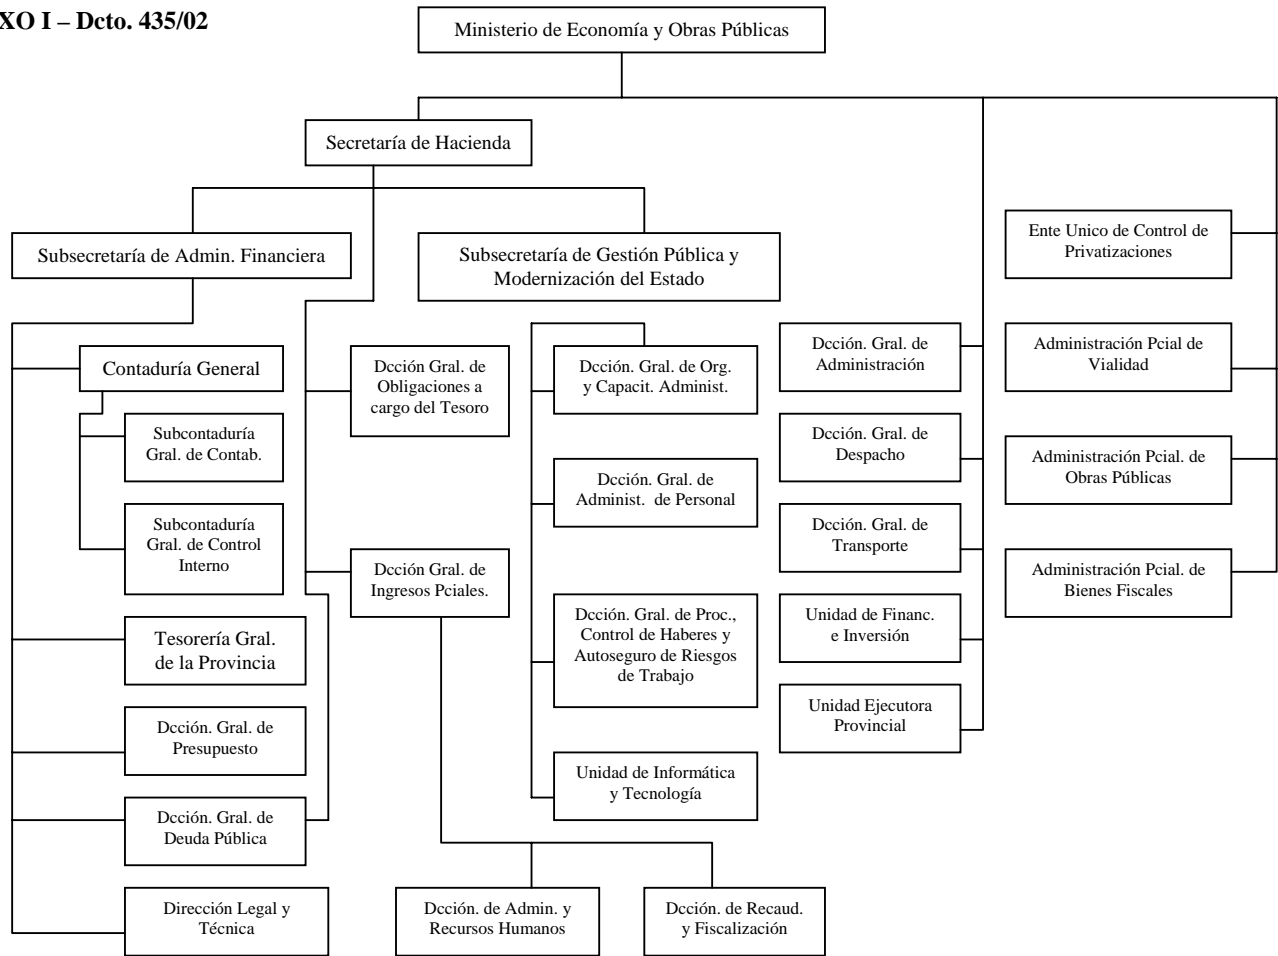 XO I – Dcto. 435/02
Ministerio de Economía y Obras Públicas
Secretaría de Hacienda
Subsecretaría de Admin. Financiera
Subsecretaría de Gestión Pública y
Modernización del Estado
Ente Unico de Control de
Privatizaciones
Contaduría General
Dcción Gral. de
Obligaciones a
cargo del Tesoro
Dcción. Gral. de Org.
y Capacit. Administ.
Dcción. Gral. de
Administración
Administración Pcial de
Vialidad
Subcontaduría
Gral. de Contab.
Dcción. Gral. de
Administ.  de Personal
Dcción. Gral. de
Despacho
Administración Pcial. de
Obras Públicas
Subcontaduría
Gral. de Control
Interno
Dcción Gral. de
Ingresos Pciales.
Dcción. Gral. de
Transporte
Administración Pcial. de
Bienes Fiscales
Tesorería Gral.
de la Provincia
Dcción. Gral. de Proc.,
Control de Haberes y
Autoseguro de Riesgos
de Trabajo
Unidad de Financ.
e Inversión
Dcción. Gral. de
Presupuesto
Unidad Ejecutora
Provincial
Unidad de Informática
y Tecnología
Dcción. Gral. de
Deuda Pública
Dirección Legal y
Técnica
Dcción. de Admin. y
Recursos Humanos
Dcción. de Recaud.
y Fiscalización